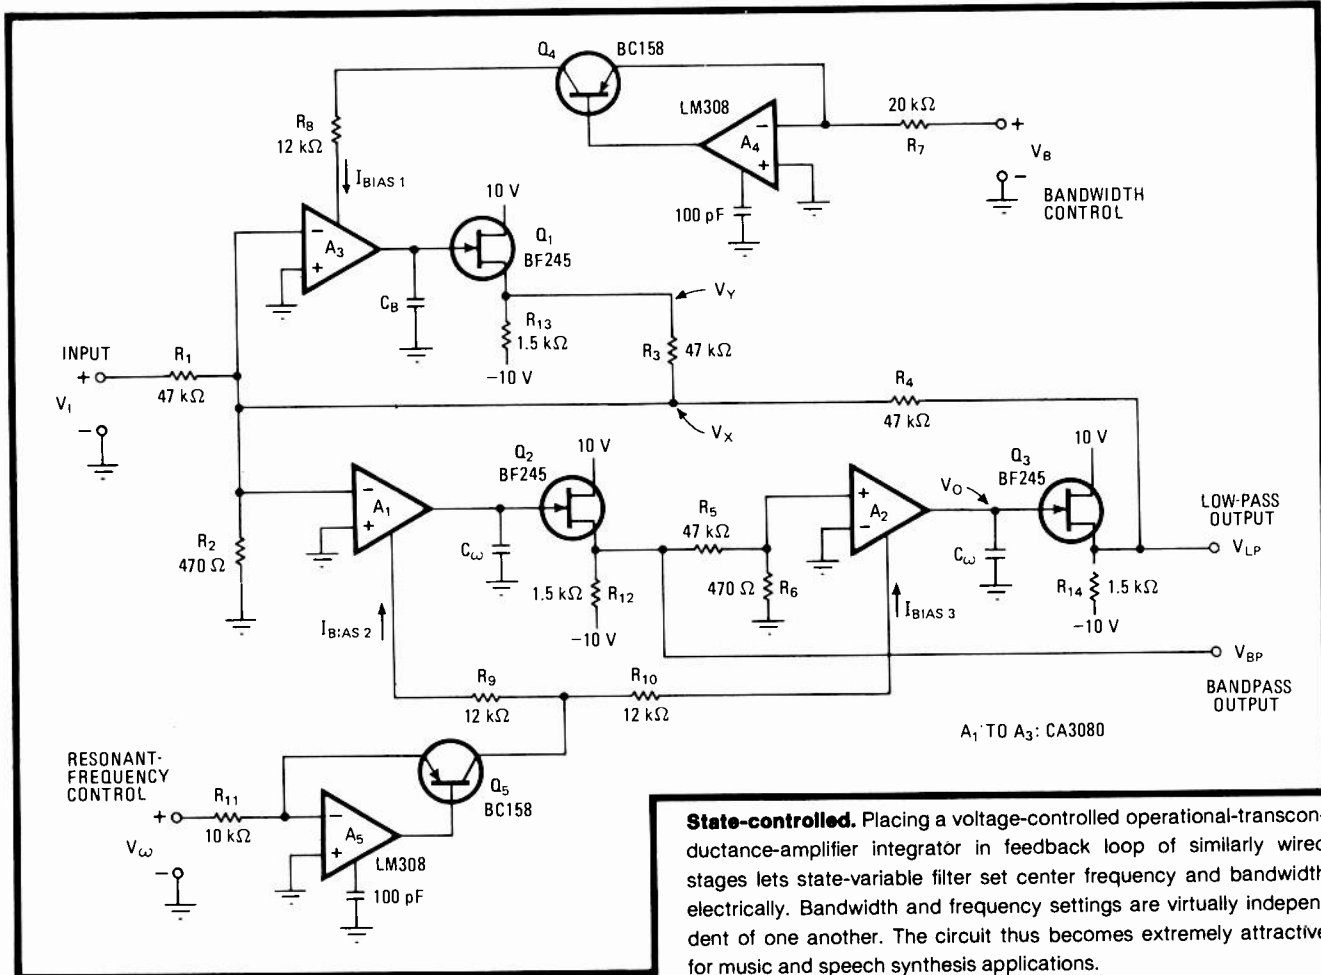 Q4
BC158
LM308
20 kΩ
R8
12 kΩ
A4
−
+
R7
+
VB
−
IBIAS 1
10 V
100 pF
BANDWIDTH
CONTROL
−
A3
+
Q1
BF245
CB
VY
R13
1.5 kΩ
R3
47 kΩ
INPUT
R1
+
47 kΩ
−10 V
R4
47 kΩ
VI
−
VX
Q2
BF245
10 V
Q3
BF245
10 V
−
A1
+
VO
LOW-PASS
OUTPUT
R5
47 kΩ
+
A2
−
R2
470 Ω
Cω
Cω
VLP
1.5 kΩ
R12
470 Ω
R6
R14
1.5 kΩ
IBIAS 2
−10 V
IBIAS 3
−10 V
VBP
R9
12 kΩ
R10
12 kΩ
BANDPASS
OUTPUT
A1 TO A3: CA3080
RESONANT-
FREQUENCY
CONTROL
R11
+
10 kΩ
Q5
BC158
Vω
−
−
A5
+
LM308
100 pF
State-controlled. Placing a voltage-controlled operational-transcon-
ductance-amplifier integrator in feedback loop of similarly wired
stages lets state-variable filter set center frequency and bandwidth
electrically. Bandwidth and frequency settings are virtually indepen-
dent of one another. The circuit thus becomes extremely attractive
for music and speech synthesis applications.